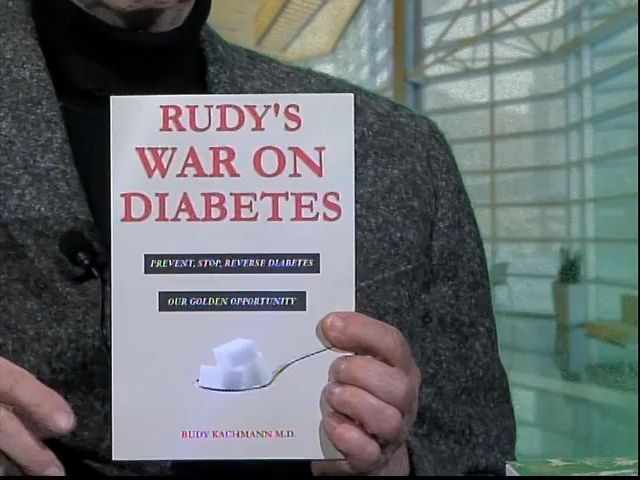 RUDY'S
WAR ON
DIABETES
PREVENT, STOP, REVERSE DIABETES
OUR GOLDEN OPPORTUNITY
RUDY KACHMANN M.D.